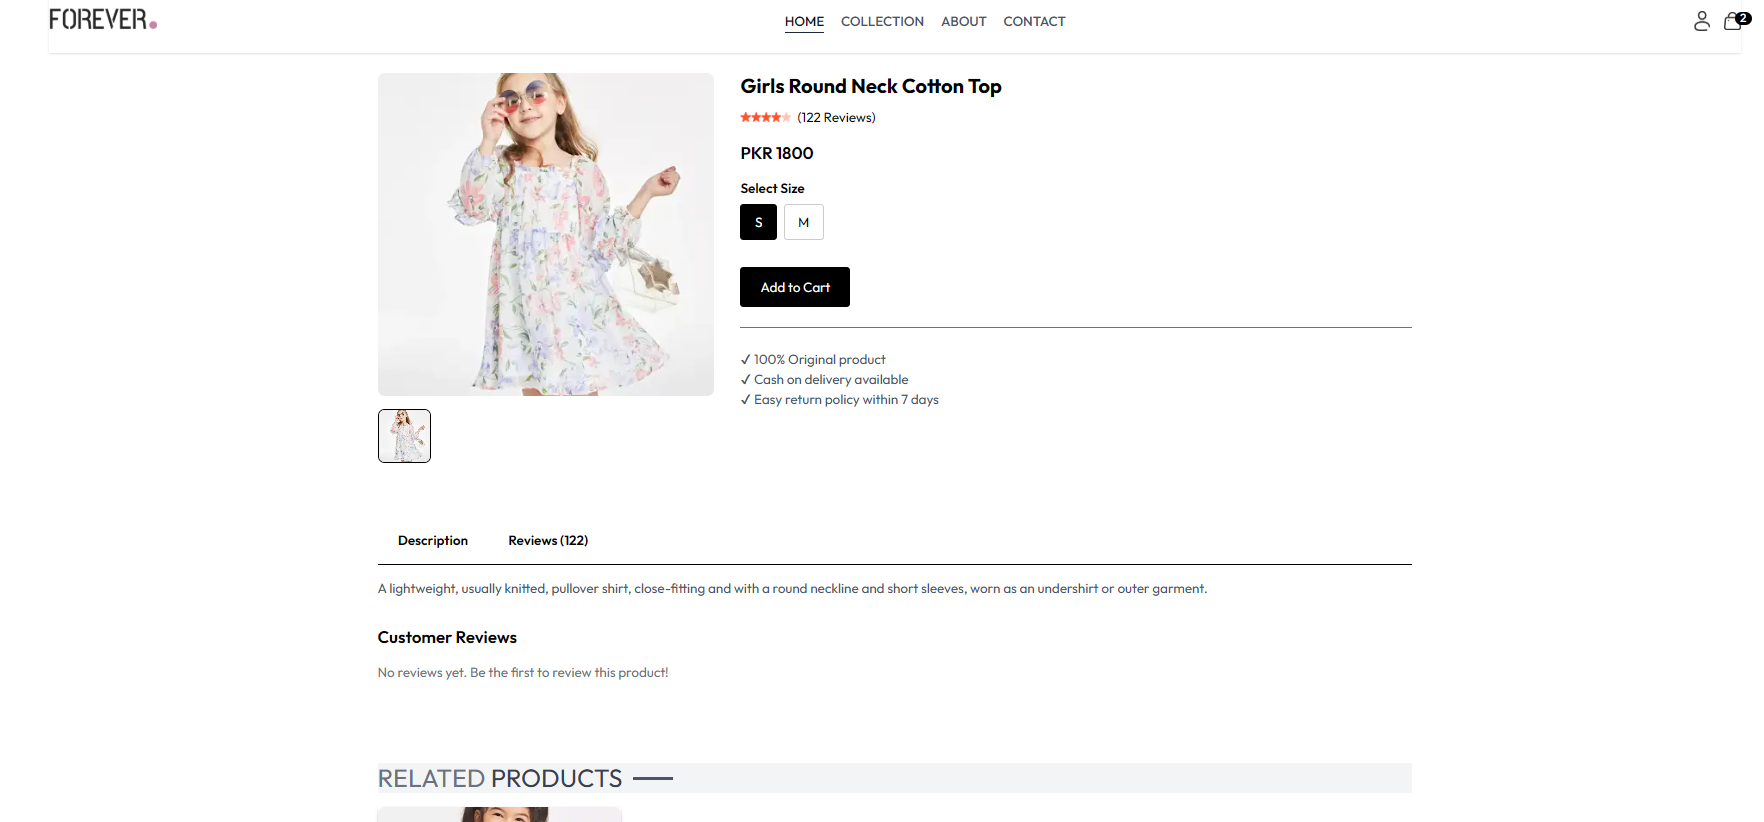 FOREVER.
HOME COLLECTION ABOUT CONTACT
2
Girls Round Neck Cotton Top
(122 Reviews)
PKR 1800
Select Size
S M
Add to Cart
✓ 100% Original product
✓ Cash on delivery available
✓ Easy return policy within 7 days
Description Reviews (122)
A lightweight, usually knitted, pullover shirt, close-fitting and with a round neckline and short sleeves, worn as an undershirt or outer garment.
Customer Reviews
No reviews yet. Be the first to review this product!
RELATED PRODUCTS